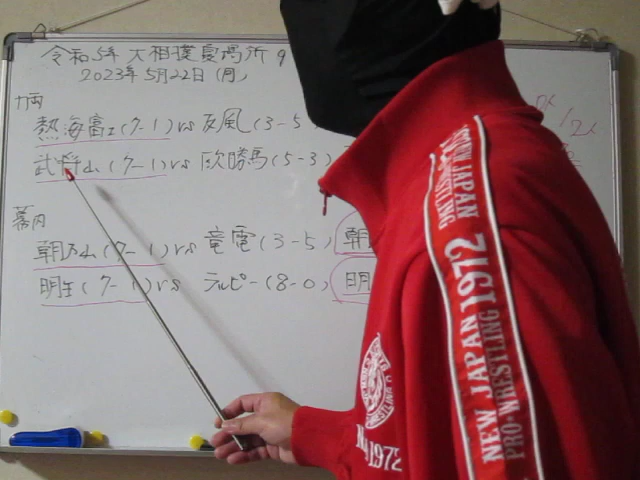 令和5年 大相撲夏場所 9
2023年5月22日(月)
十両
熱海富士(7-1)vs 友風(3-5
武将山(7-1)vs 欧勝馬(5-3)
幕内
朝乃山(7-1)vs 竜電(3-5) 朝
明生(7-1)vs テルピー(8-0) 明
NEW JAPAN 1972
PRO-WRESTLING
1972